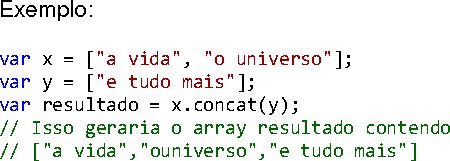 Exemplo:
var x = ["a vida", "o universo"];
var y = ["e tudo mais"];
var resultado = x.concat(y);
// Isso geraria o array resultado contendo
// ["a vida","ouniverso","e tudo mais"]